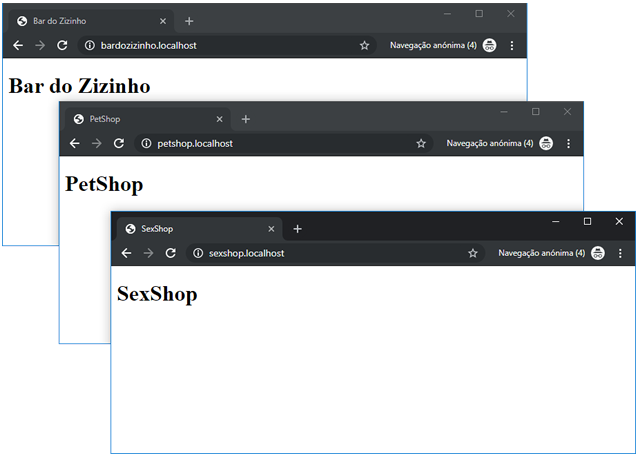 Bar do Zizinho
bardozizinho.localhost
Navegação anónima (4)
Bar do Zizinho
PetShop
petshop.localhost
Navegação anónima (4)
PetShop
SexShop
sexshop.localhost
Navegação anónima (4)
SexShop